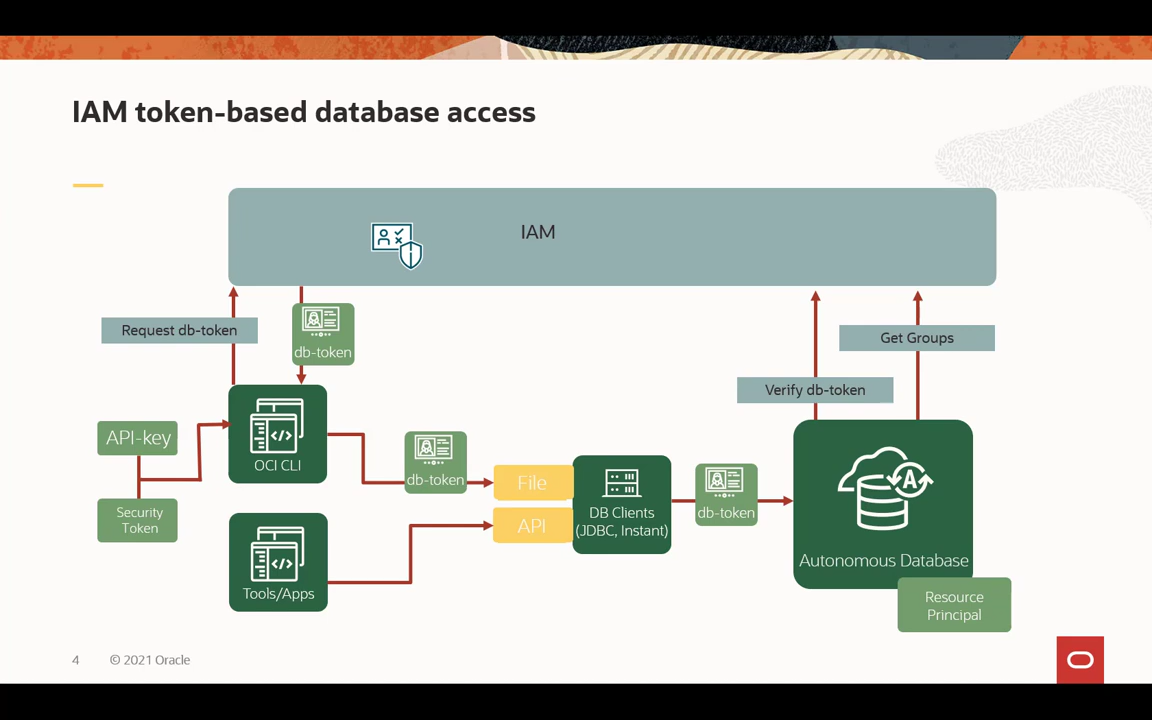 IAM token-based database access
IAM
Request db-token
db-token
Get Groups
Verify db-token
API-key
Security
Token
OCI CLI
db-token
File
API
DB Clients
(JDBC, Instant)
db-token
A
Autonomous Database
Tools/Apps
Resource
Principal
4
© 2021 Oracle